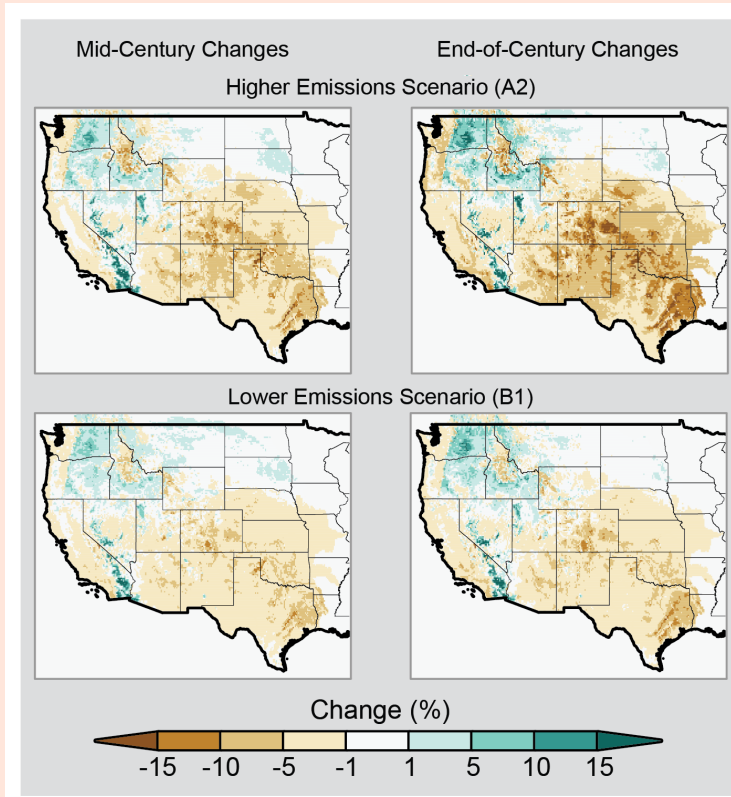 Mid-Century Changes
End-of-Century Changes
Higher Emissions Scenario (A2)
Lower Emissions Scenario (B1)
Change (%)
-15 -10 -5 -1 1 5 10 15